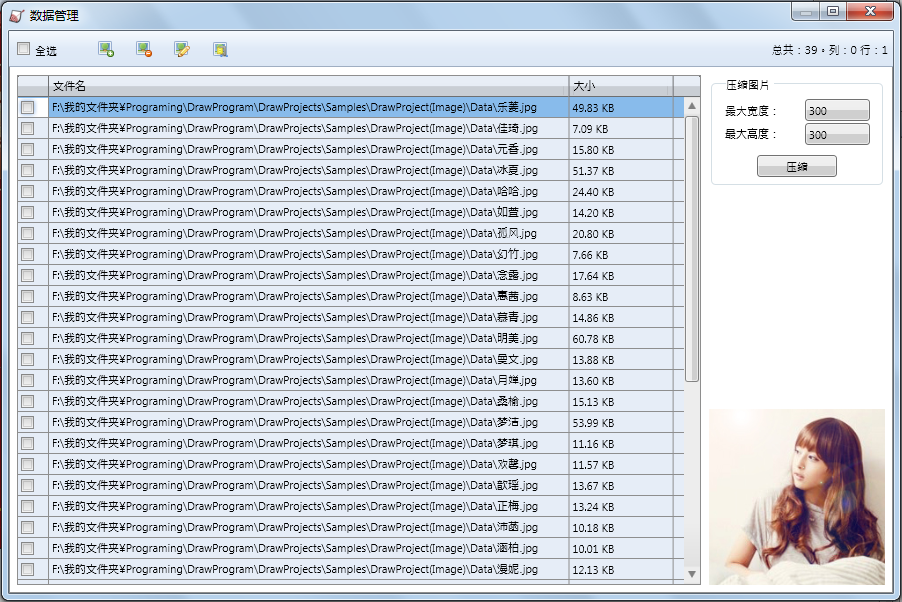 数据管理
全选
总共：39。列：0 行：1
文件名 大小
F:\我的文件夹¥Programing\DrawProgram\DrawProjects\Samples\DrawProject(Image)\Data\乐菱.jpg 49.83 KB
F:\我的文件夹¥Programing\DrawProgram\DrawProjects\Samples\DrawProject(Image)\Data\佳琦.jpg 7.09 KB
F:\我的文件夹¥Programing\DrawProgram\DrawProjects\Samples\DrawProject(Image)\Data\元香.jpg 15.80 KB
F:\我的文件夹¥Programing\DrawProgram\DrawProjects\Samples\DrawProject(Image)\Data\冰夏.jpg 51.37 KB
F:\我的文件夹¥Programing\DrawProgram\DrawProjects\Samples\DrawProject(Image)\Data\哈哈.jpg 24.40 KB
F:\我的文件夹¥Programing\DrawProgram\DrawProjects\Samples\DrawProject(Image)\Data\如萱.jpg 14.20 KB
F:\我的文件夹¥Programing\DrawProgram\DrawProjects\Samples\DrawProject(Image)\Data\孤风.jpg 20.80 KB
F:\我的文件夹¥Programing\DrawProgram\DrawProjects\Samples\DrawProject(Image)\Data\幻竹.jpg 7.66 KB
F:\我的文件夹¥Programing\DrawProgram\DrawProjects\Samples\DrawProject(Image)\Data\念露.jpg 17.64 KB
F:\我的文件夹¥Programing\DrawProgram\DrawProjects\Samples\DrawProject(Image)\Data\惠茜.jpg 8.63 KB
F:\我的文件夹¥Programing\DrawProgram\DrawProjects\Samples\DrawProject(Image)\Data\慕青.jpg 14.86 KB
F:\我的文件夹¥Programing\DrawProgram\DrawProjects\Samples\DrawProject(Image)\Data\明美.jpg 60.78 KB
F:\我的文件夹¥Programing\DrawProgram\DrawProjects\Samples\DrawProject(Image)\Data\曼文.jpg 13.88 KB
F:\我的文件夹¥Programing\DrawProgram\DrawProjects\Samples\DrawProject(Image)\Data\月婵.jpg 13.60 KB
F:\我的文件夹¥Programing\DrawProgram\DrawProjects\Samples\DrawProject(Image)\Data\桑榆.jpg 15.13 KB
F:\我的文件夹¥Programing\DrawProgram\DrawProjects\Samples\DrawProject(Image)\Data\梦洁.jpg 53.99 KB
F:\我的文件夹¥Programing\DrawProgram\DrawProjects\Samples\DrawProject(Image)\Data\梦琪.jpg 11.16 KB
F:\我的文件夹¥Programing\DrawProgram\DrawProjects\Samples\DrawProject(Image)\Data\欢馨.jpg 11.57 KB
F:\我的文件夹¥Programing\DrawProgram\DrawProjects\Samples\DrawProject(Image)\Data\歆瑶.jpg 13.67 KB
F:\我的文件夹¥Programing\DrawProgram\DrawProjects\Samples\DrawProject(Image)\Data\正梅.jpg 13.24 KB
F:\我的文件夹¥Programing\DrawProgram\DrawProjects\Samples\DrawProject(Image)\Data\沛菡.jpg 10.18 KB
F:\我的文件夹¥Programing\DrawProgram\DrawProjects\Samples\DrawProject(Image)\Data\涵柏.jpg 10.01 KB
F:\我的文件夹¥Programing\DrawProgram\DrawProjects\Samples\DrawProject(Image)\Data\熳妮.jpg 12.13 KB
压缩图片
最大宽度： 300
最大高度： 300
压缩